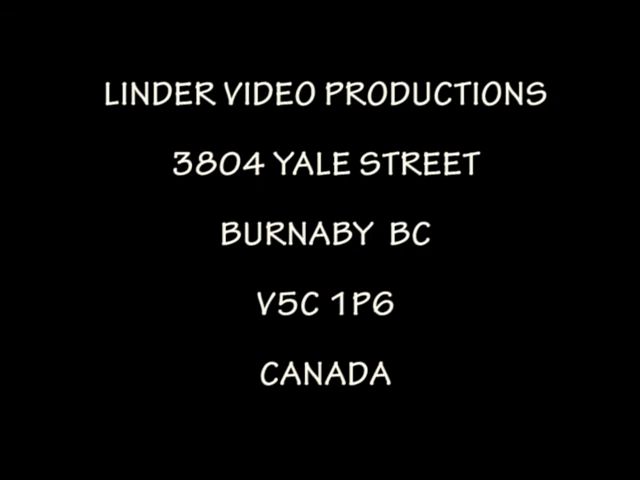 LINDER VIDEO PRODUCTIONS
3804 YALE STREET
BURNABY BC
V5C 1P6
CANADA